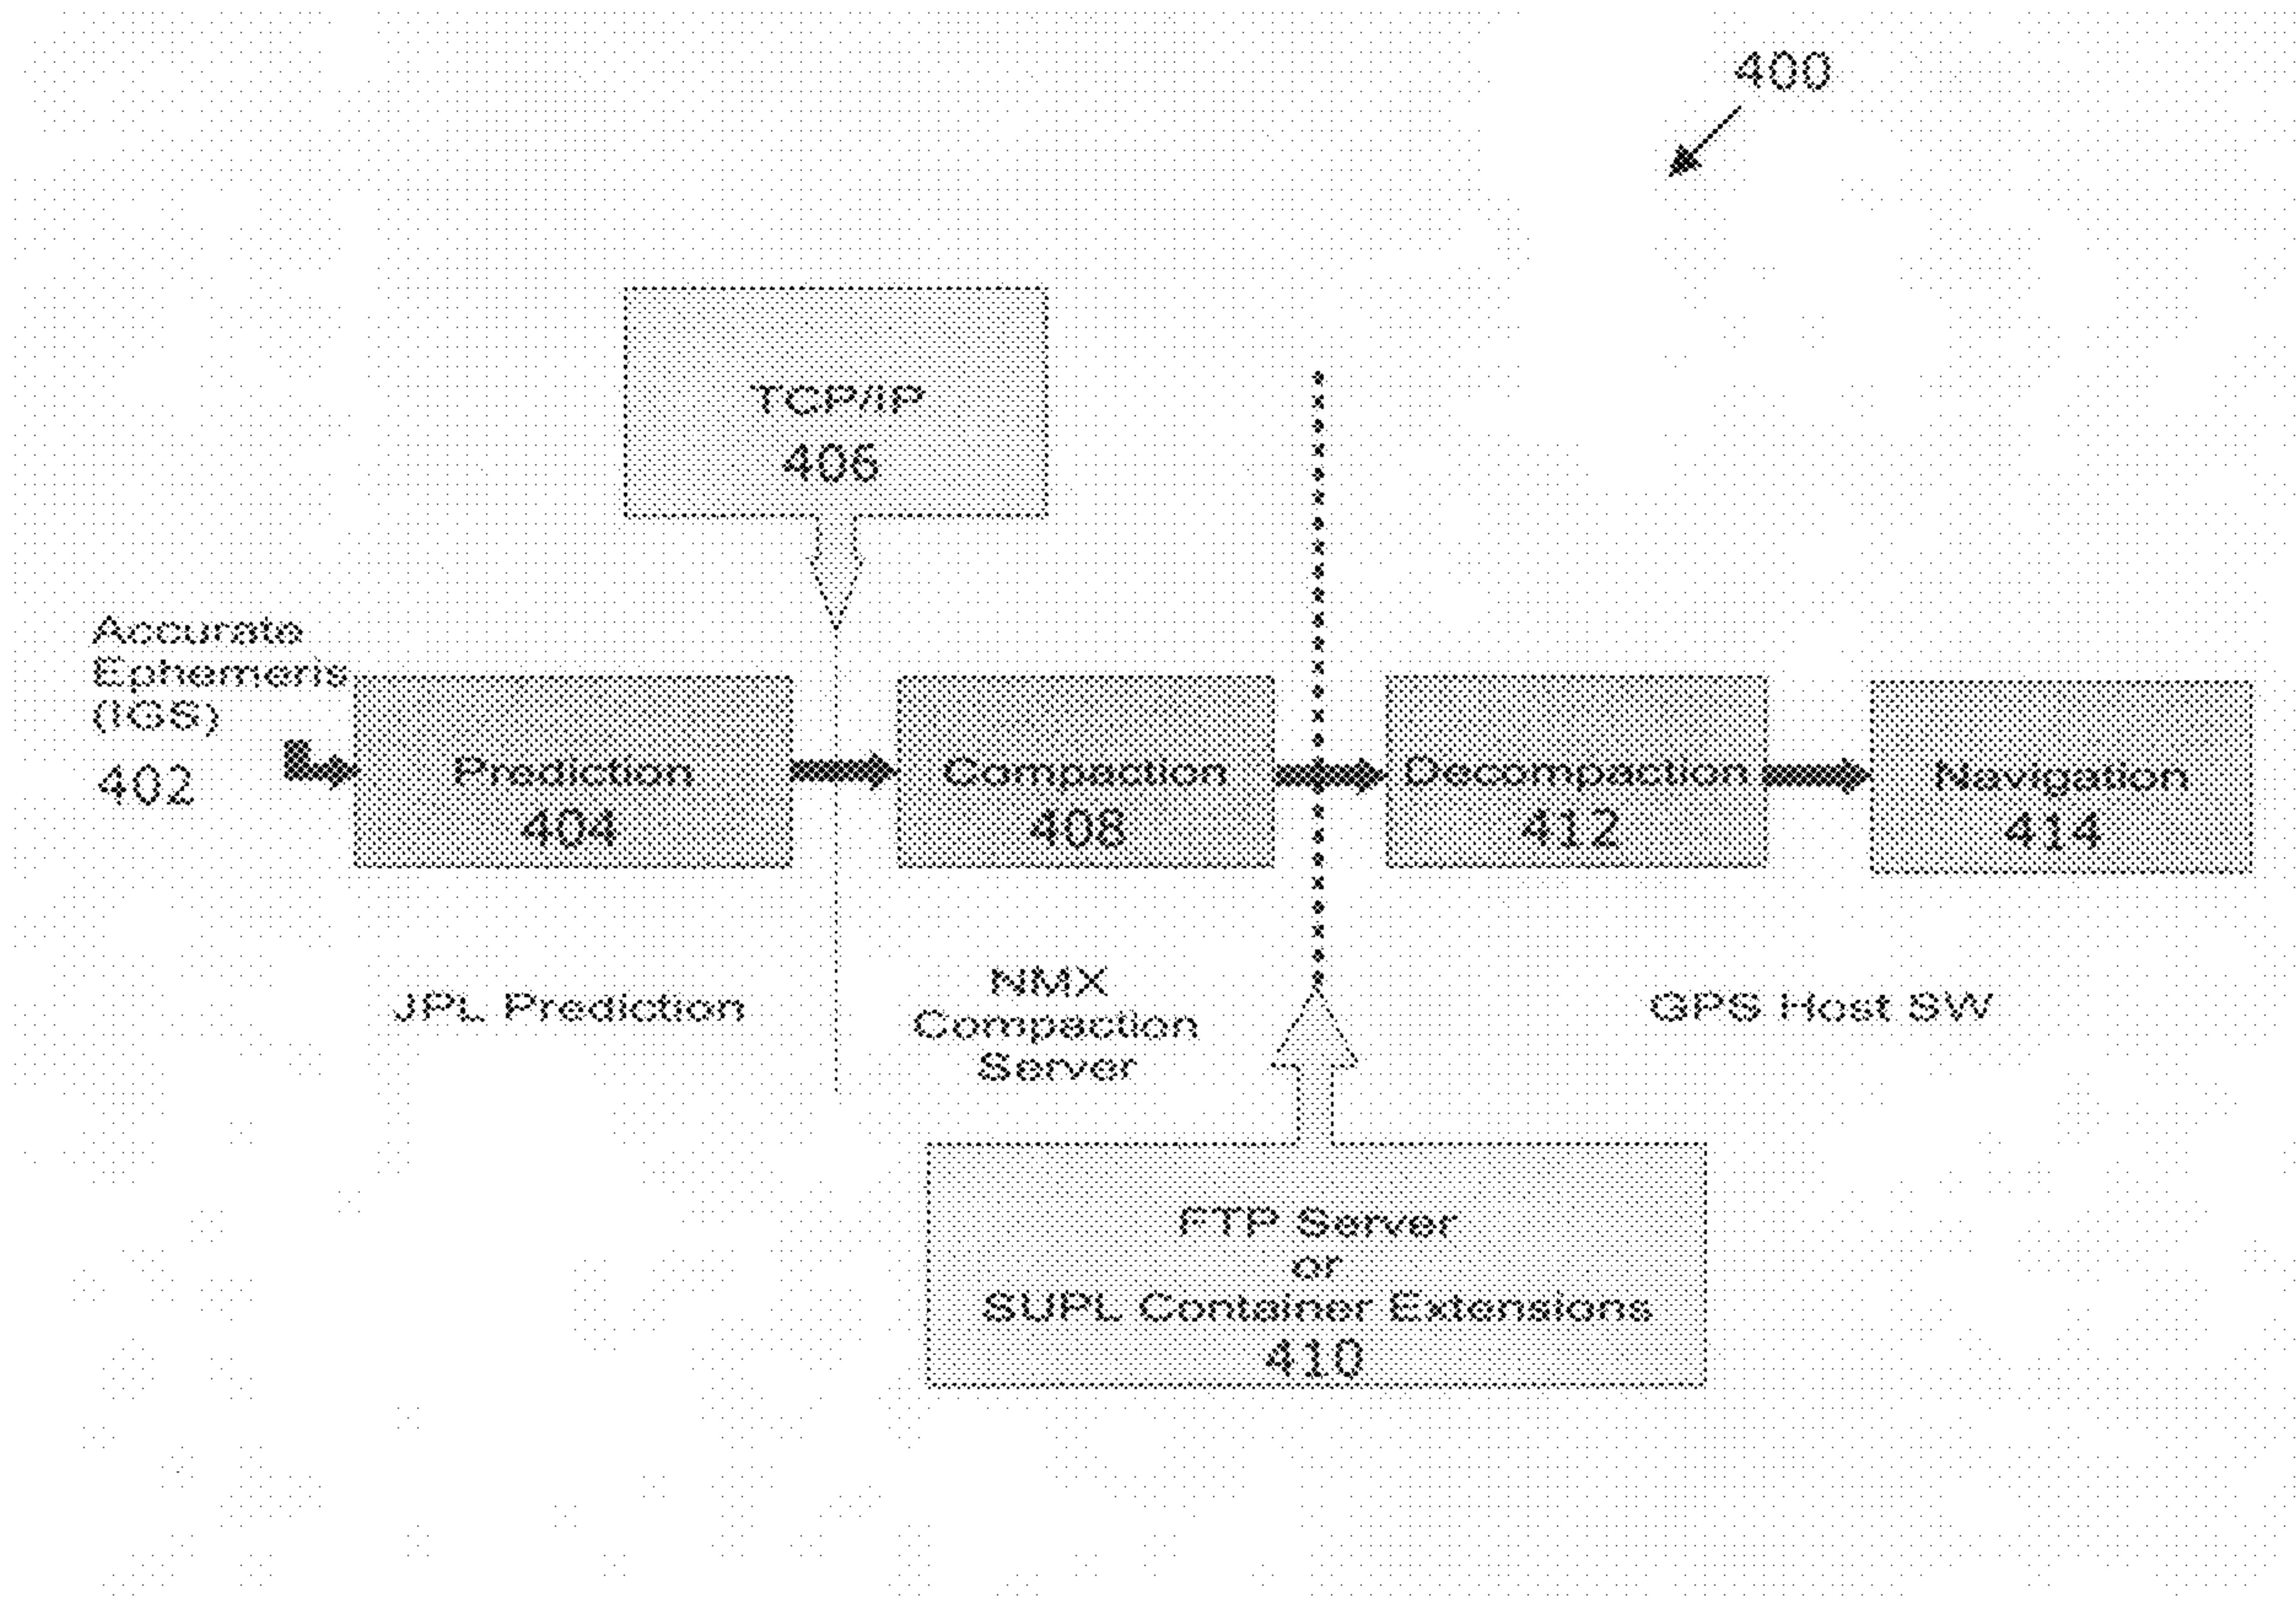 400
TCP/IP
406
Accurate
Ephemeris
(IGS)
402
Prediction
404
Compaction
408
Decompaction
412
Navigation
414
JPL Prediction
NMX
Compaction
Server
GPS Host SW
FTP Server
or
SUPL Container Extensions
410